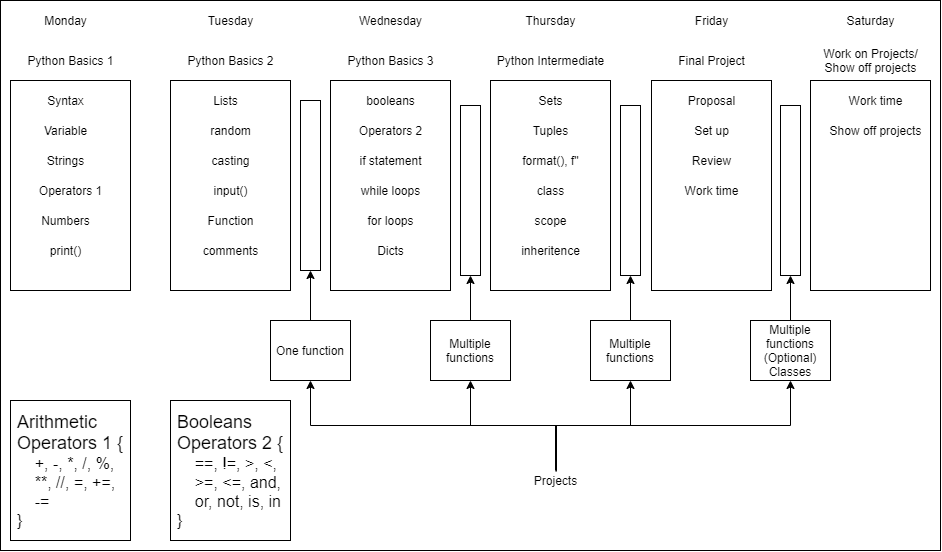 Monday
Tuesday
Wednesday
Thursday
Friday
Saturday
Python Basics 1
Python Basics 2
Python Basics 3
Python Intermediate
Final Project
Work on Projects/
Show off projects
Syntax
Variable
Strings
Operators 1
Numbers
print()
Lists
random
casting
input()
Function
comments
booleans
Operators 2
if statement
while loops
for loops
Dicts
Sets
Tuples
format(), f"
class
scope
inheritence
Proposal
Set up
Review
Work time
Work time
Show off projects
One function
Multiple
functions
Multiple
functions
Multiple
functions
(Optional)
Classes
Projects
Arithmetic
Operators 1 {
+, -, *, /, %,
**, //, =, +=,
-=
}
Booleans
Operators 2 {
==, !=, >, <,
>=, <=, and,
or, not, is, in
}